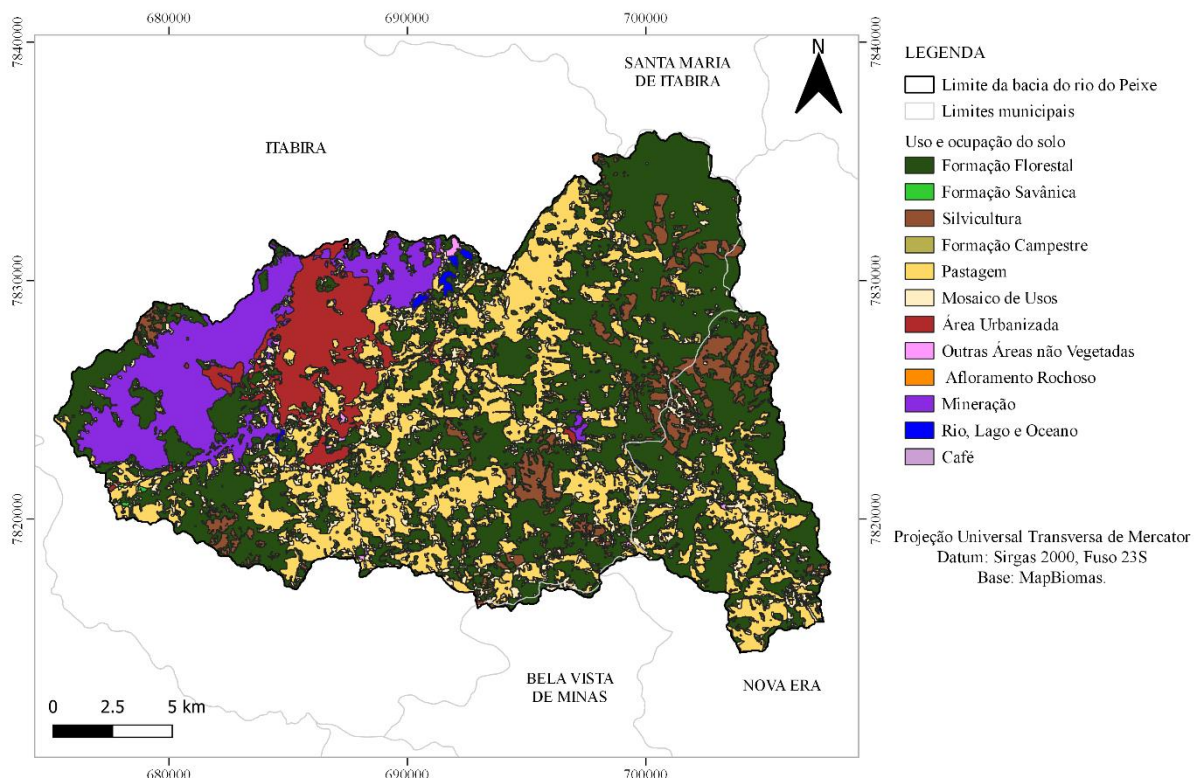 680000
690000
700000
7840000
7840000
SANTA MARIA
DE ITABIRA
N
ITABIRA
7830000
7830000
7820000
7820000
BELA VISTA
DE MINAS
NOVA ERA
0 2.5 5 km
680000
690000
700000
LEGENDA
Limite da bacia do rio do Peixe
Limites municipais
Uso e ocupação do solo
Formação Florestal
Formação Savânica
Silvicultura
Formação Campestre
Pastagem
Mosaico de Usos
Área Urbanizada
Outras Áreas não Vegetadas
Afloramento Rochoso
Mineração
Rio, Lago e Oceano
Café
Projeção Universal Transversa de Mercator
Datum: Sirgas 2000, Fuso 23S
Base: MapBiomas.